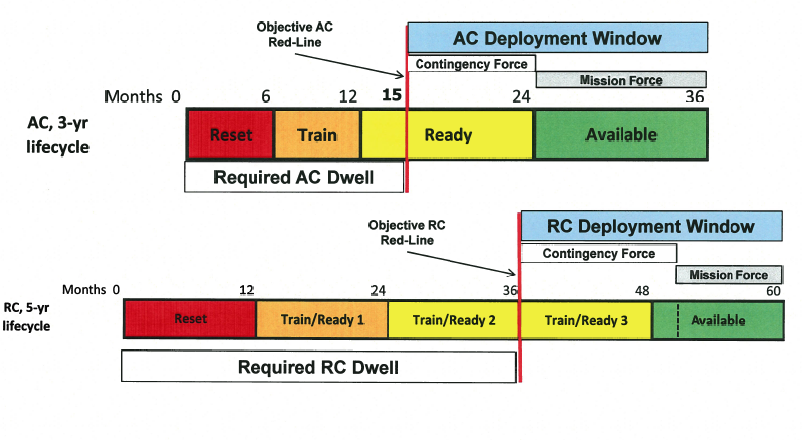 Objective AC
Red-Line
AC Deployment Window
Contingency Force
Mission Force
Months 0 6 12 15 24 36
AC, 3-yr
lifecycle
Reset Train Ready Available
Required AC Dwell
Objective RC
Red-Line
RC Deployment Window
Contingency Force
Mission Force
Months 0 12 24 36 48 60
RC, 5-yr
lifecycle
Reset Train/Ready 1 Train/Ready 2 Train/Ready 3 Available
Required RC Dwell